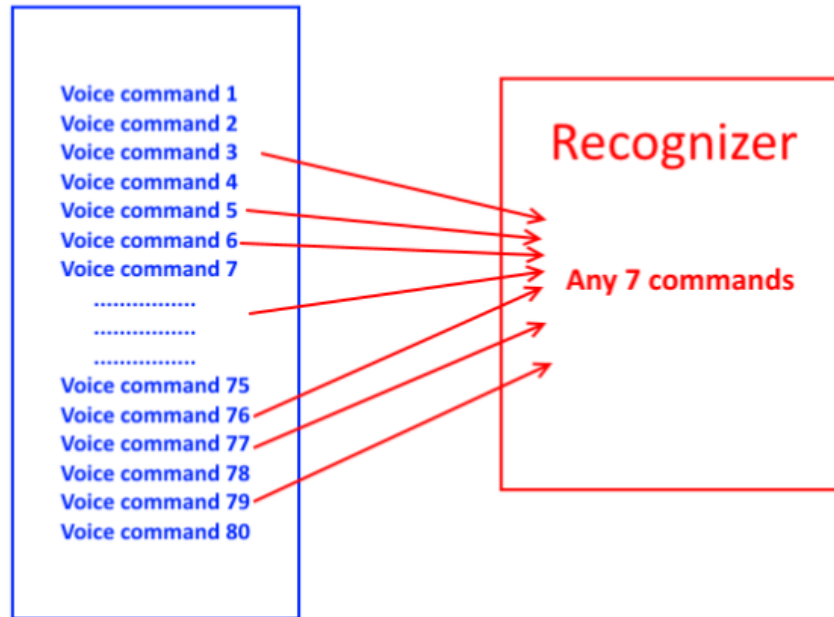 Voice command 1
Voice command 2
Voice command 3
Voice command 4
Voice command 5
Voice command 6
Voice command 7
................
................
................
Voice command 75
Voice command 76
Voice command 77
Voice command 78
Voice command 79
Voice command 80
Recognizer
Any 7 commands